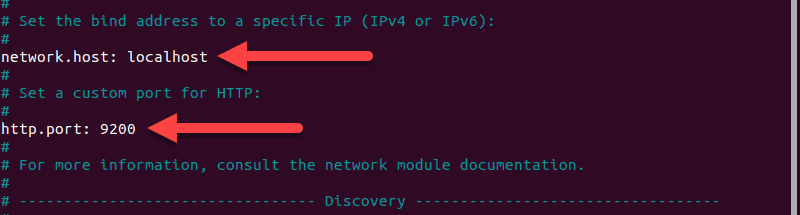 #
# Set the bind address to a specific IP (IPv4 or IPv6):
#
network.host: localhost
#
# Set a custom port for HTTP:
#
http.port: 9200
#
# For more information, consult the network module documentation.
#
# --------------------------------- Discovery ----------------------------------
#